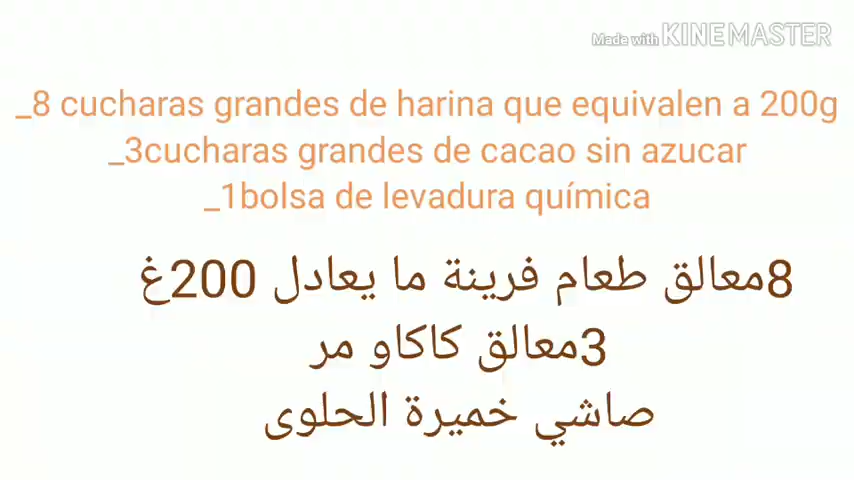 Made with KINEMASTER
_8 cucharas grandes de harina que equivalen a 200g
_3cucharas grandes de cacao sin azucar
_1bolsa de levadura química
8معالق طعام فرينة ما يعادل 200غ
3معالق كاكاو مر
صاشي خميرة الحلوى